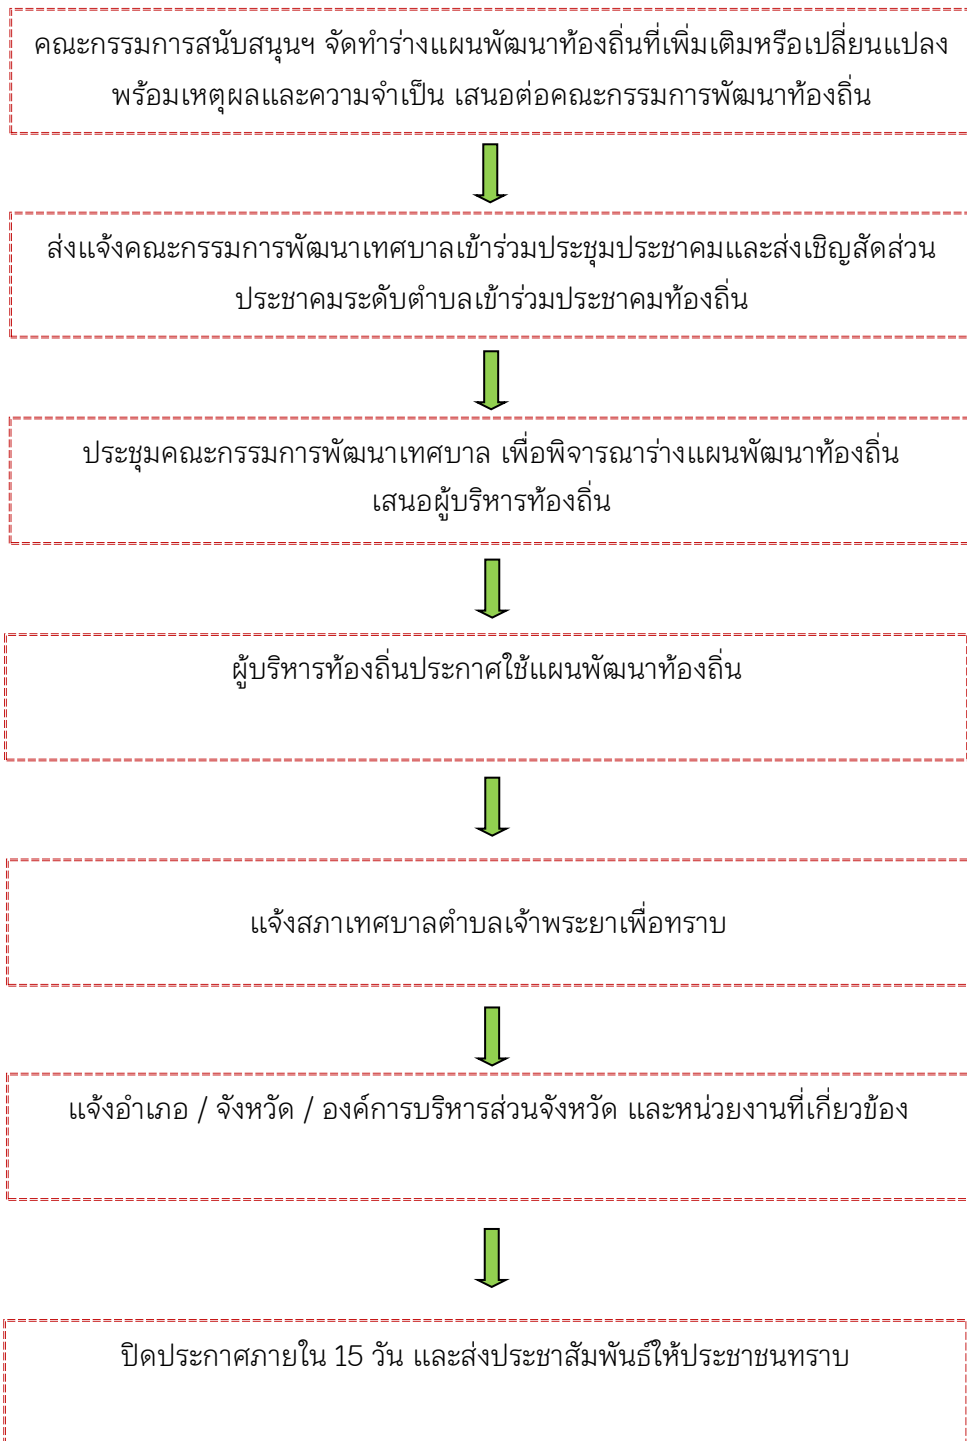 คณะกรรมการสนับสนุนฯ จัดทำร่างแผนพัฒนาท้องถิ่นที่เพิ่มเติมหรือเปลี่ยนแปลง
พร้อมเหตุผลและความจำเป็น เสนอต่อคณะกรรมการพัฒนาท้องถิ่น
ส่งแจ้งคณะกรรมการพัฒนาเทศบาลเข้าร่วมประชุมประชาคมและส่งเชิญสัดส่วน
ประชาคมระดับตำบลเข้าร่วมประชาคมท้องถิ่น
ประชุมคณะกรรมการพัฒนาเทศบาล เพื่อพิจารณาร่างแผนพัฒนาท้องถิ่น
เสนอผู้บริหารท้องถิ่น
ผู้บริหารท้องถิ่นประกาศใช้แผนพัฒนาท้องถิ่น
แจ้งสภาเทศบาลตำบลเจ้าพระยาเพื่อทราบ
แจ้งอำเภอ / จังหวัด / องค์การบริหารส่วนจังหวัด และหน่วยงานที่เกี่ยวข้อง
ปิดประกาศภายใน 15 วัน และส่งประชาสัมพันธ์ให้ประชาชนทราบ